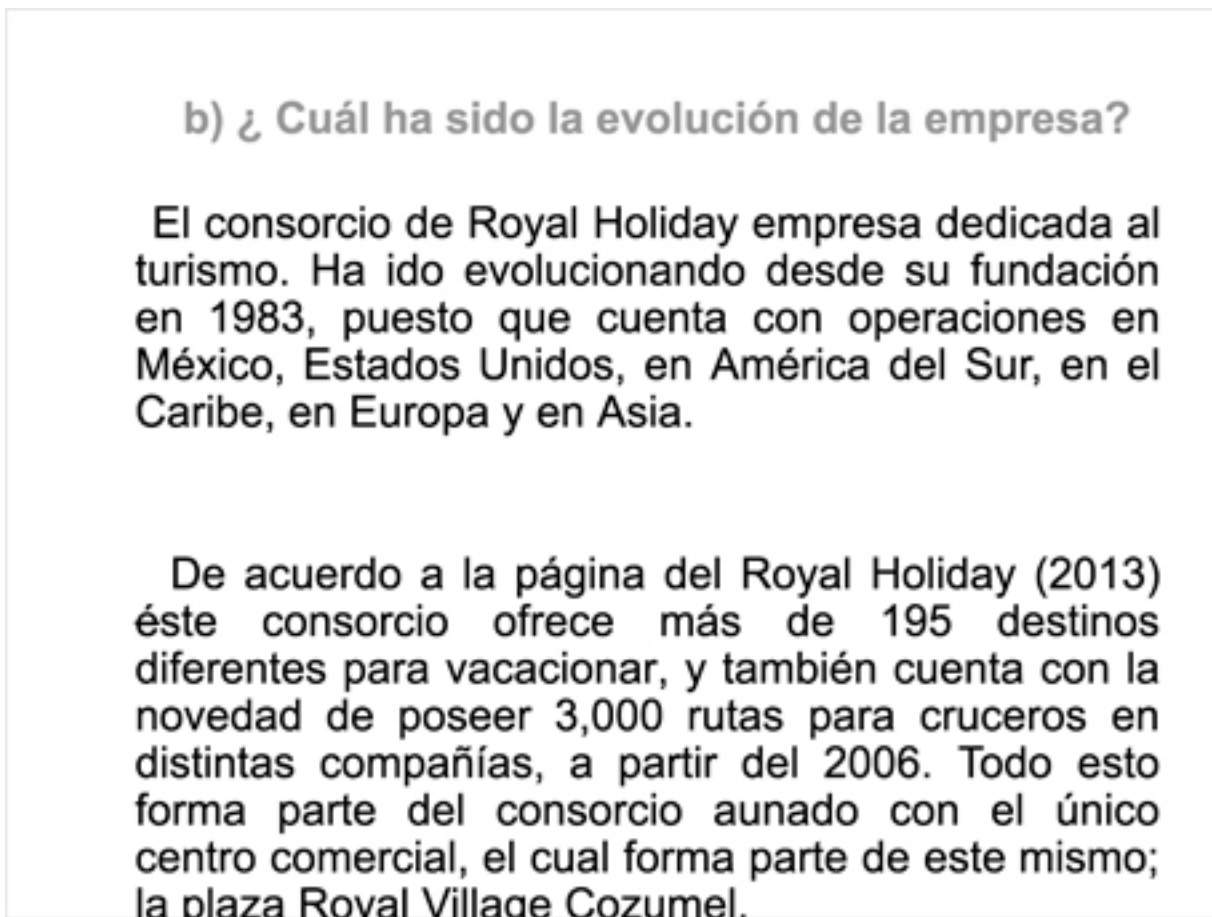 b) ¿ Cuál ha sido la evolución de la empresa?
El consorcio de Royal Holiday empresa dedicada al
turismo. Ha ido evolucionando desde su fundación
en 1983, puesto que cuenta con operaciones en
México, Estados Unidos, en América del Sur, en el
Caribe, en Europa y en Asia.
De acuerdo a la página del Royal Holiday (2013)
éste consorcio ofrece más de 195 destinos
diferentes para vacacionar, y también cuenta con la
novedad de poseer 3,000 rutas para cruceros en
distintas compañías, a partir del 2006. Todo esto
forma parte del consorcio aunado con el único
centro comercial, el cual forma parte de este mismo;
la plaza Royal Village Cozumel.